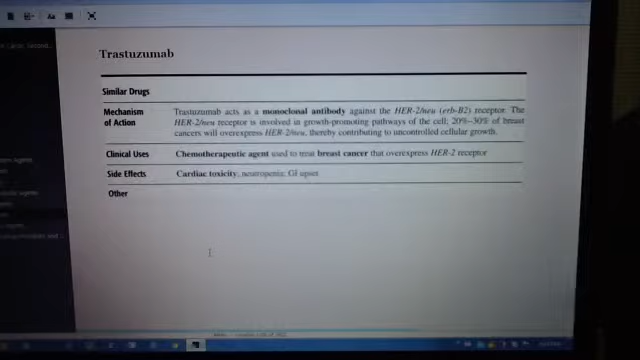 Trastuzumab
Similar Drugs
Mechanism of Action
Trastuzumab acts as a monoclonal antibody against the HER-2/neu (erb-B2) receptor. The
HER-2/neu receptor is involved in growth-promoting pathways of the cell; 20%–30% of breast
cancers will overexpress HER-2/neu, thereby contributing to uncontrolled cellular growth.
Clinical Uses
Chemotherapeutic agent used to treat breast cancer that overexpress HER-2 receptor
Side Effects
Cardiac toxicity, neutropenia, GI upset
Other